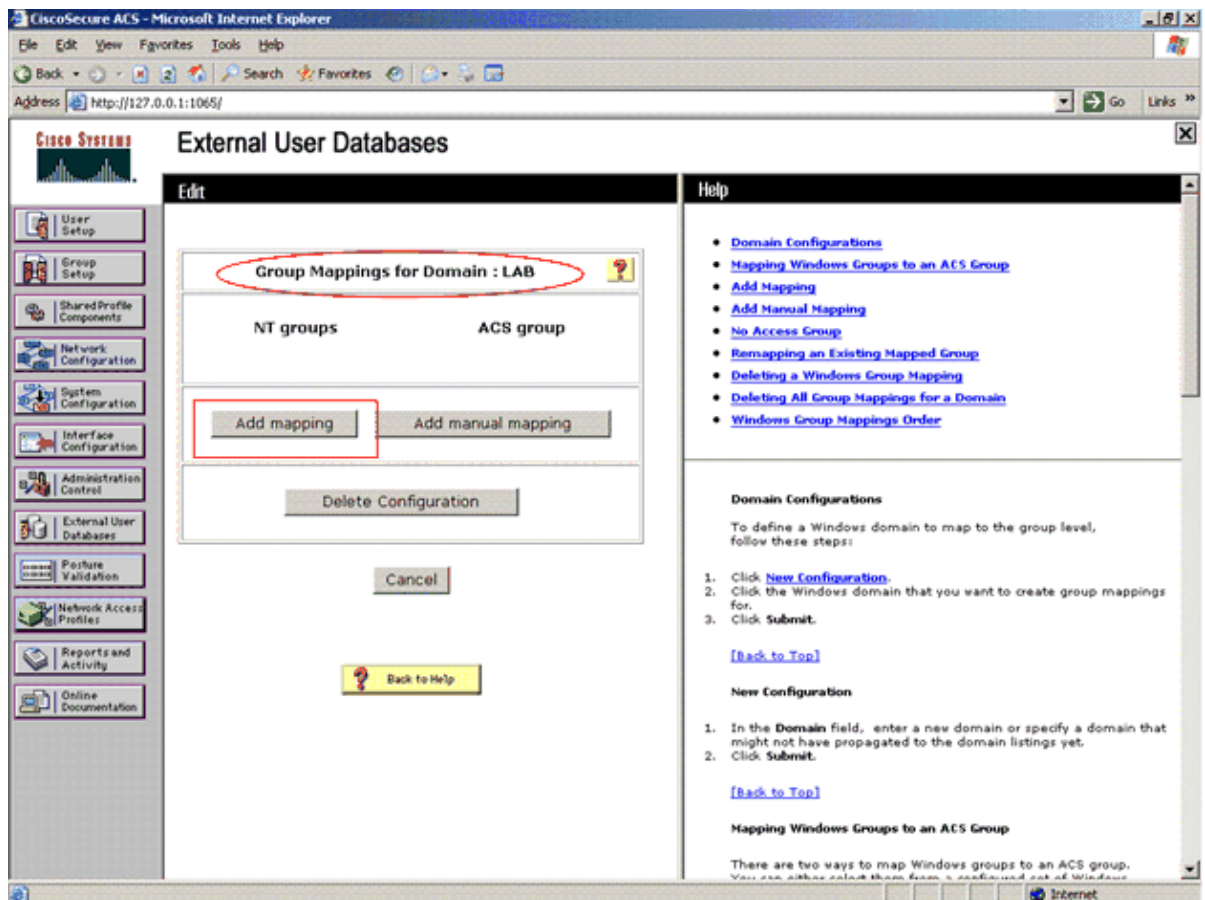 CiscoSecure ACS - Microsoft Internet Explorer
File Edit View Favorites Tools Help
Back Search Favorites
Address http://127.0.0.1:1065/ Go Links »
CISCO SYSTEMS
External User Databases
Edit
Help
User
Setup
Group
Setup
Shared Profile
Components
Network
Configuration
System
Configuration
Interface
Configuration
Administration
Control
External User
Databases
Posture
Validation
Network Access
Profiles
Reports and
Activity
Online
Documentation
Group Mappings for Domain : LAB
NT groups ACS group
Add mapping Add manual mapping
Delete Configuration
Cancel
Back to Help
• Domain Configurations
• Mapping Windows Groups to an ACS Group
• Add Mapping
• Add Manual Mapping
• No Access Group
• Remapping an Existing Mapped Group
• Deleting a Windows Group Mapping
• Deleting All Group Mappings for a Domain
• Windows Group Mappings Order
Domain Configurations
To define a Windows domain to map to the group level,
follow these steps:
1. Click New Configuration.
2. Click the Windows domain that you want to create group mappings
for.
3. Click Submit.
[Back to Top]
New Configuration
1. In the Domain field, enter a new domain or specify a domain that
might not have propagated to the domain listings yet.
2. Click Submit.
[Back to Top]
Mapping Windows Groups to an ACS Group
There are two ways to map Windows groups to an ACS group.
You can either select them from a configured set of Windows
Internet